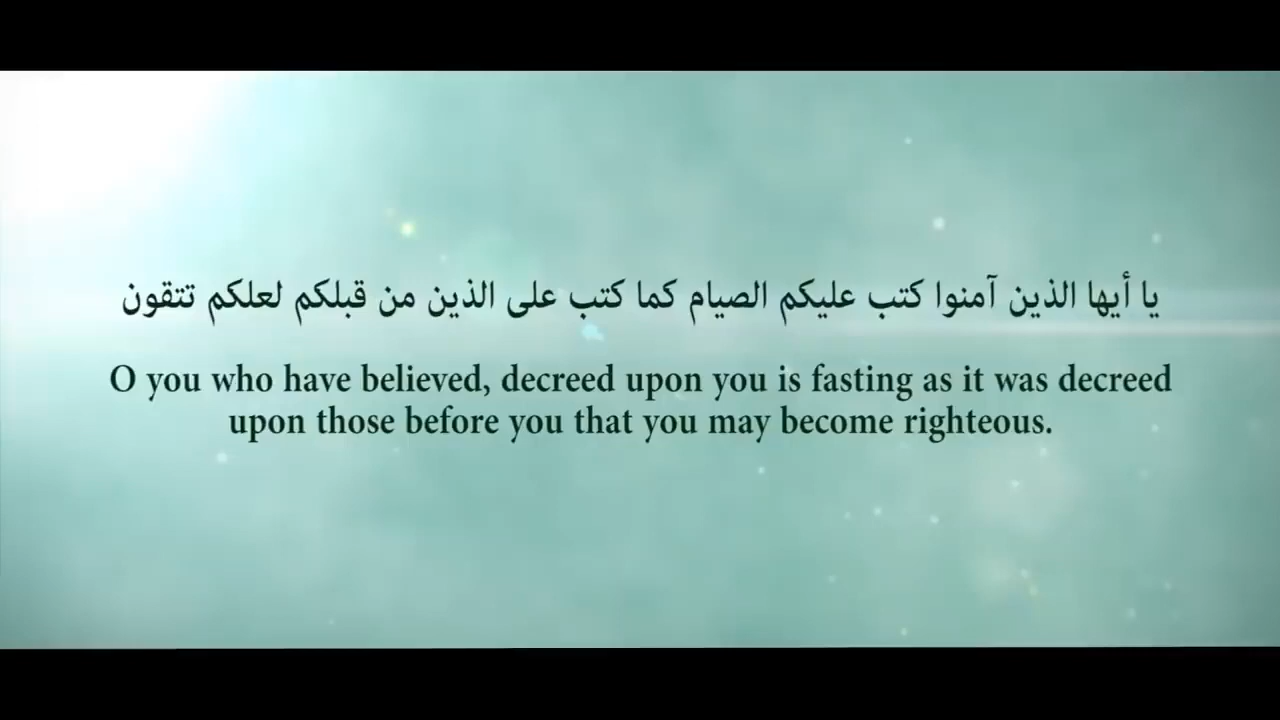 يا أيها الذين آمنوا كتب عليكم الصيام كما كتب على الذين من قبلكم لعلكم تتقون
O you who have believed, decreed upon you is fasting as it was decreed
upon those before you that you may become righteous.